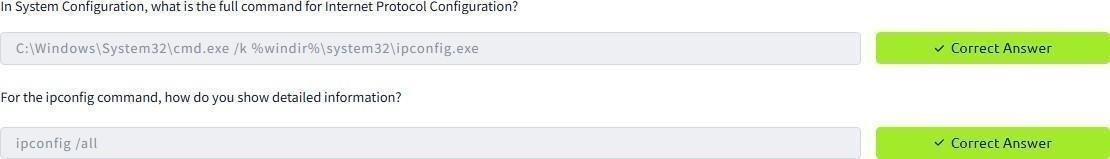 In System Configuration, what is the full command for Internet Protocol Configuration?
C:\Windows\System32\cmd.exe /k %windir%\system32\ipconfig.exe
✓ Correct Answer
For the ipconfig command, how do you show detailed information?
ipconfig /all
✓ Correct Answer